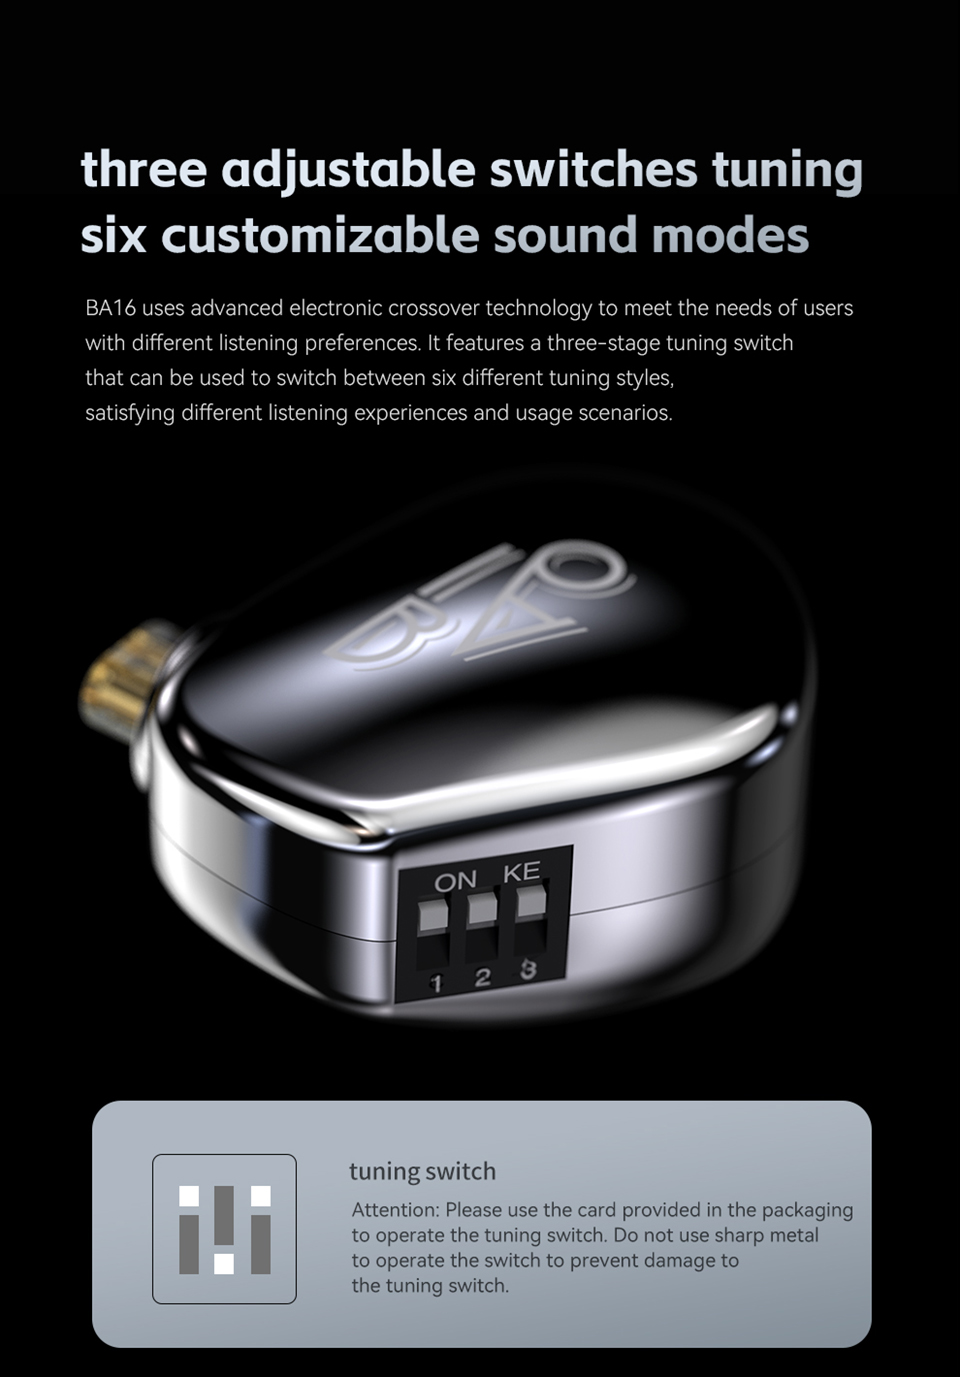 three adjustable switches tuning
six customizable sound modes
BA16 uses advanced electronic crossover technology to meet the needs of users
with different listening preferences. It features a three-stage tuning switch
that can be used to switch between six different tuning styles,
satisfying different listening experiences and usage scenarios.
BA16
ON KE
1 2 3
tuning switch
Attention: Please use the card provided in the packaging
to operate the tuning switch. Do not use sharp metal
to operate the switch to prevent damage to
the tuning switch.